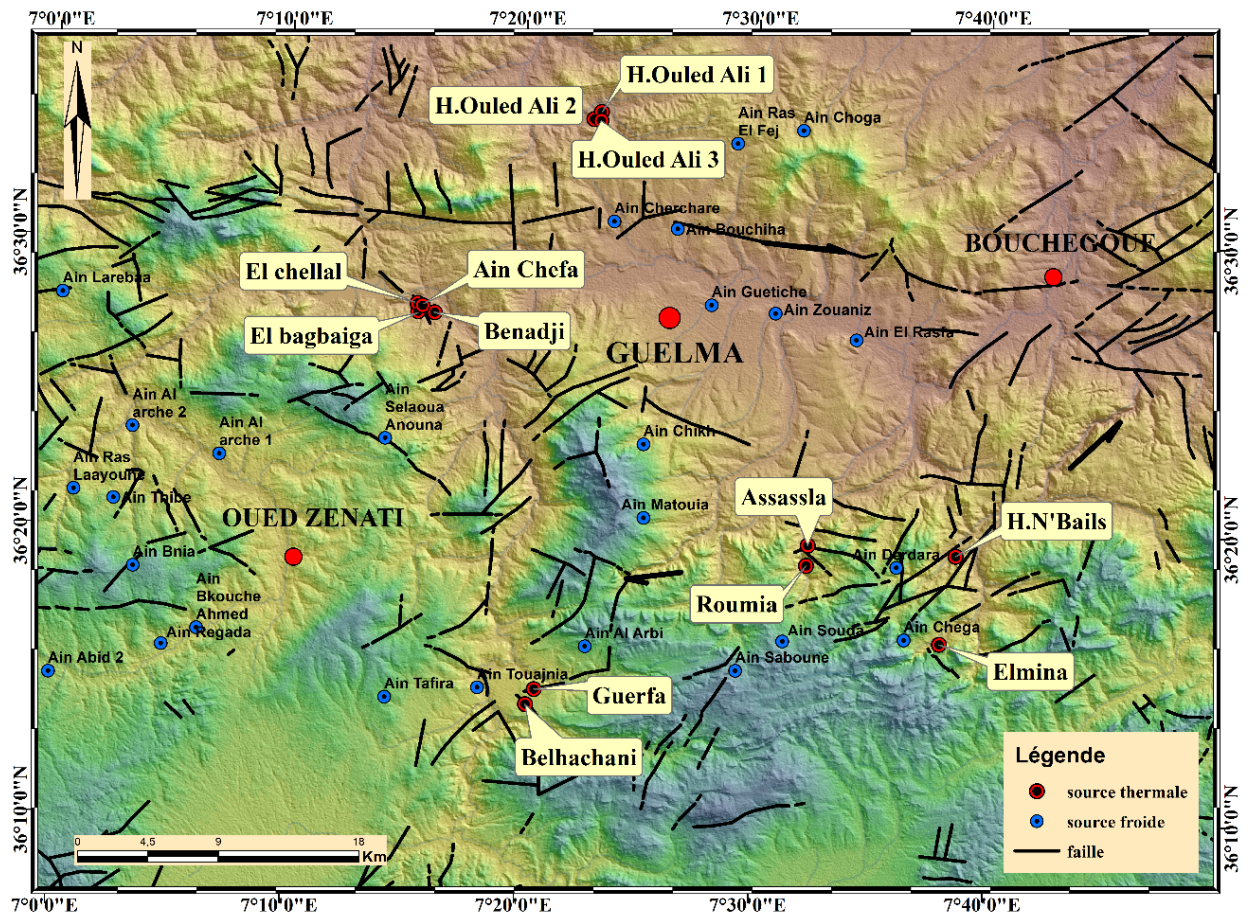 7°0'0"E
7°10'0"E
7°20'0"E
7°30'0"E
7°40'0"E
N
H.Ouled Ali 1
H.Ouled Ali 2
H.Ouled Ali 3
Ain Ras
El Fej
Ain Choga
36°30'0"N
36°30'0"N
Ain Cherchare
Ain Bouchiha
BOUCHEGOUF
Ain Larebaa
El chellal
Ain Chefa
El bagbaiga
Benadji
Ain Guetiche
Ain Zouaniz
GUELMA
Ain El Rasfa
Ain Al
arche 2
Ain Al
arche 1
Ain
Selaoua
Anouna
Ain Chikh
Ain Ras
Laayoune
Ain Thibe
OUED ZENATI
Ain Matouia
Assassla
H.N'Bails
36°20'0"N
36°20'0"N
Ain Bnia
Ain Dardara
Roumia
Ain
Bkouche
Ahmed
Ain Regada
Ain Al Arbi
Ain Souda
Ain Chega
Ain Abid 2
Ain Saboune
Elmina
Ain Tafira
Ain Touajnia
Guerfa
Belhachani
36°10'0"N
36°10'0"N
Légende
source thermale
source froide
faille
0 4,5 9 18
Km
7°0'0"E
7°10'0"E
7°20'0"E
7°30'0"E
7°40'0"E